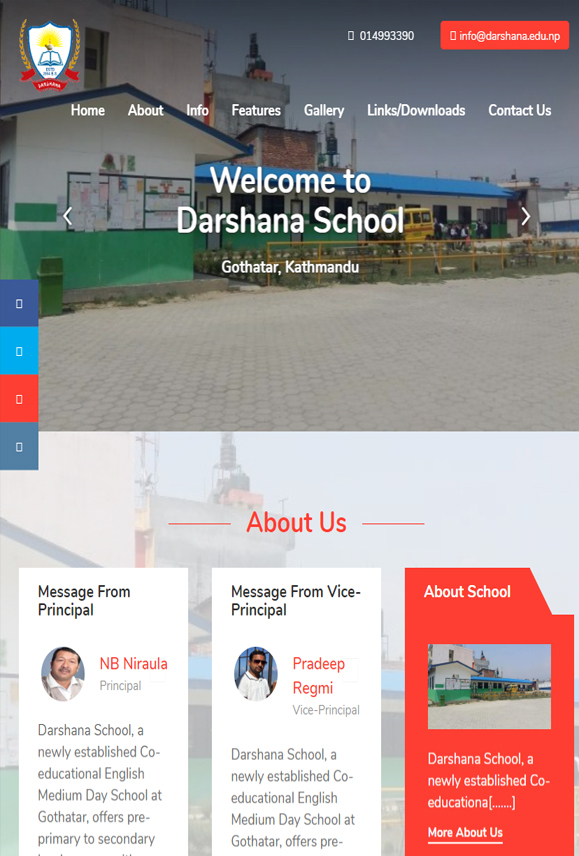 014993390
info@darshana.edu.np
DARSHANA
Home About Info Features Gallery Links/Downloads Contact Us
Welcome to
Darshana School
Gothatar, Kathmandu
About Us
Message From
Principal
NB Niraula
Principal
Darshana School, a
newly established Co-
educational English
Medium Day School at
Gothatar, offers pre-
primary to secondary
Message From Vice-
Principal
Pradeep
Regmi
Vice-Principal
Darshana School, a
newly established Co-
educational English
Medium Day School at
Gothatar, offers pre-
About School
Darshana School, a
newly established Co-
educationa[.......]
More About Us